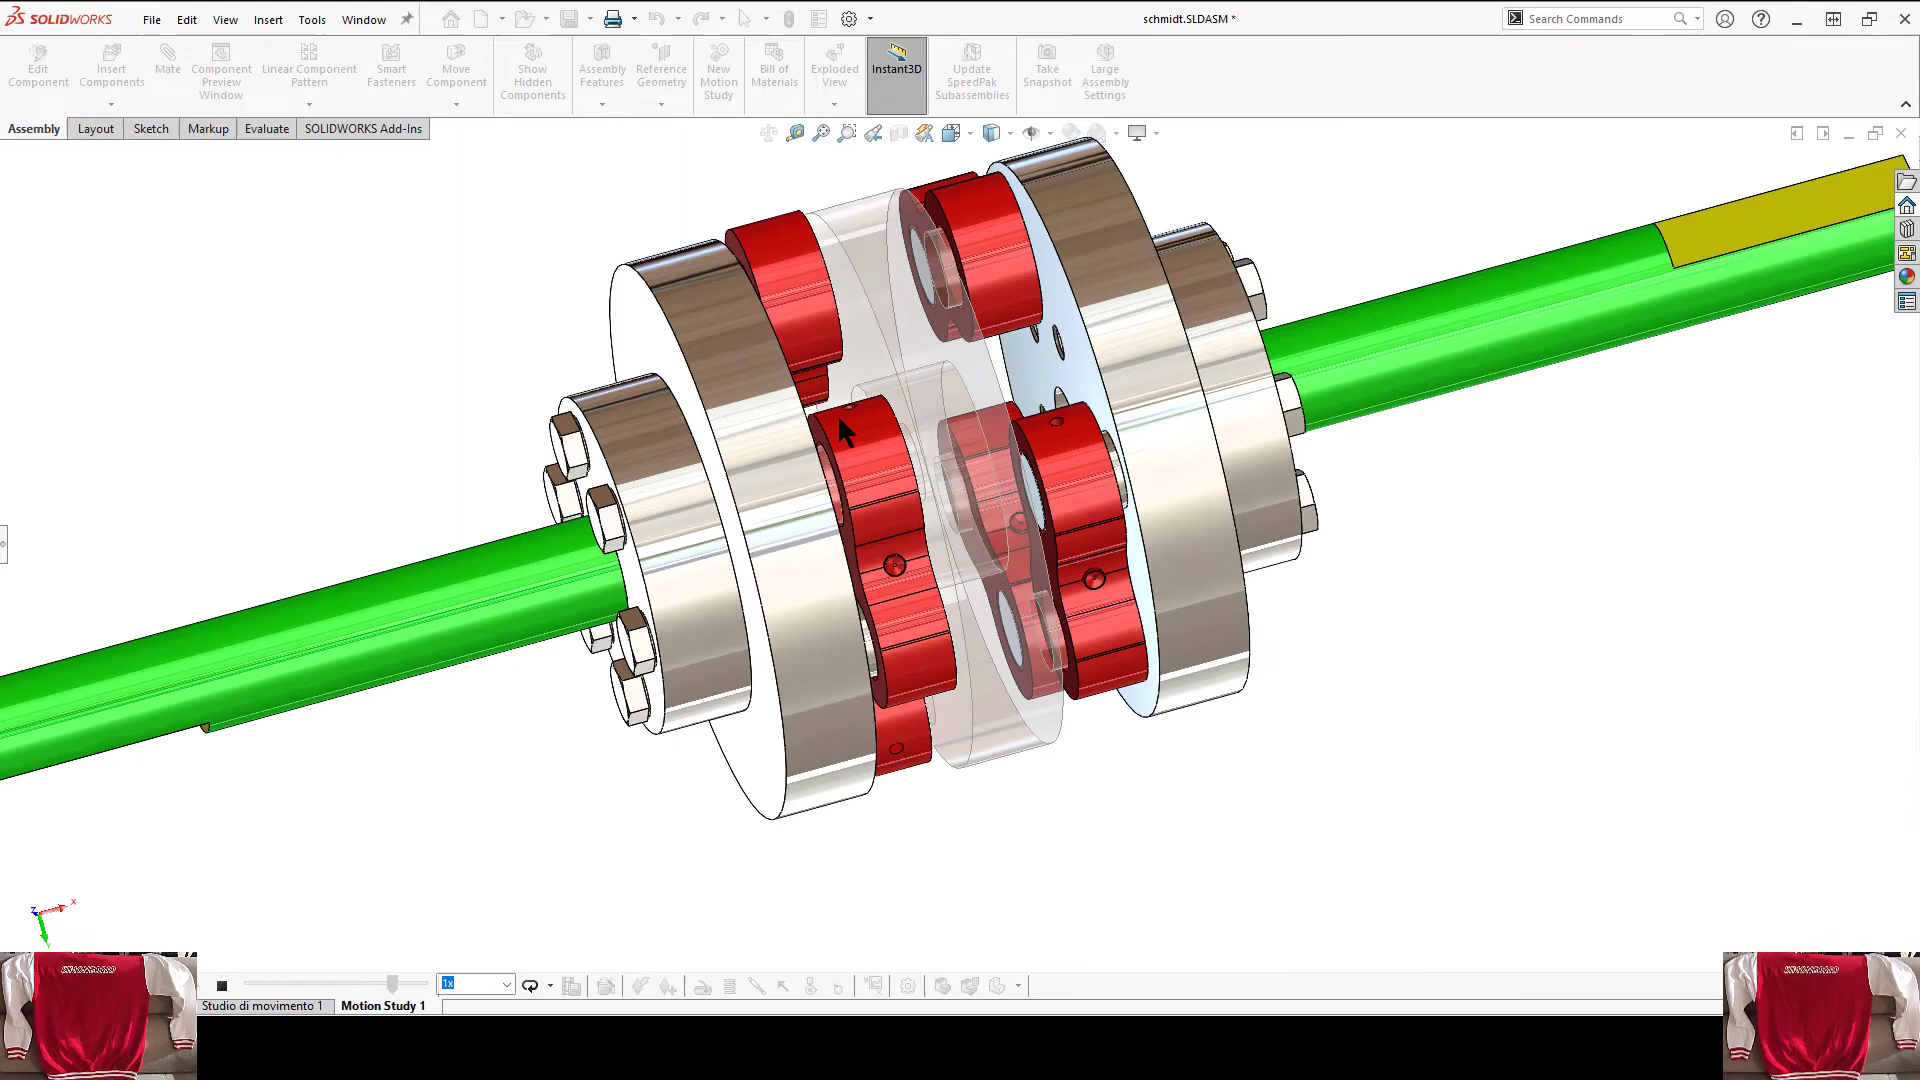 SOLIDWORKS
File
Edit
View
Insert
Tools
Window
schmidt.SLDASM *
Search Commands
Edit Component
Insert Components
Mate
Component Preview Window
Linear Component Pattern
Smart Fasteners
Move Component
Show Hidden Components
Assembly Features
Reference Geometry
New Motion Study
Bill of Materials
Exploded View
Instant3D
Update SpeedPak Subassemblies
Take Snapshot
Large Assembly Settings
Assembly
Layout
Sketch
Markup
Evaluate
SOLIDWORKS Add-Ins
Z
X
Y
1x
Studio di movimento 1
Motion Study 1